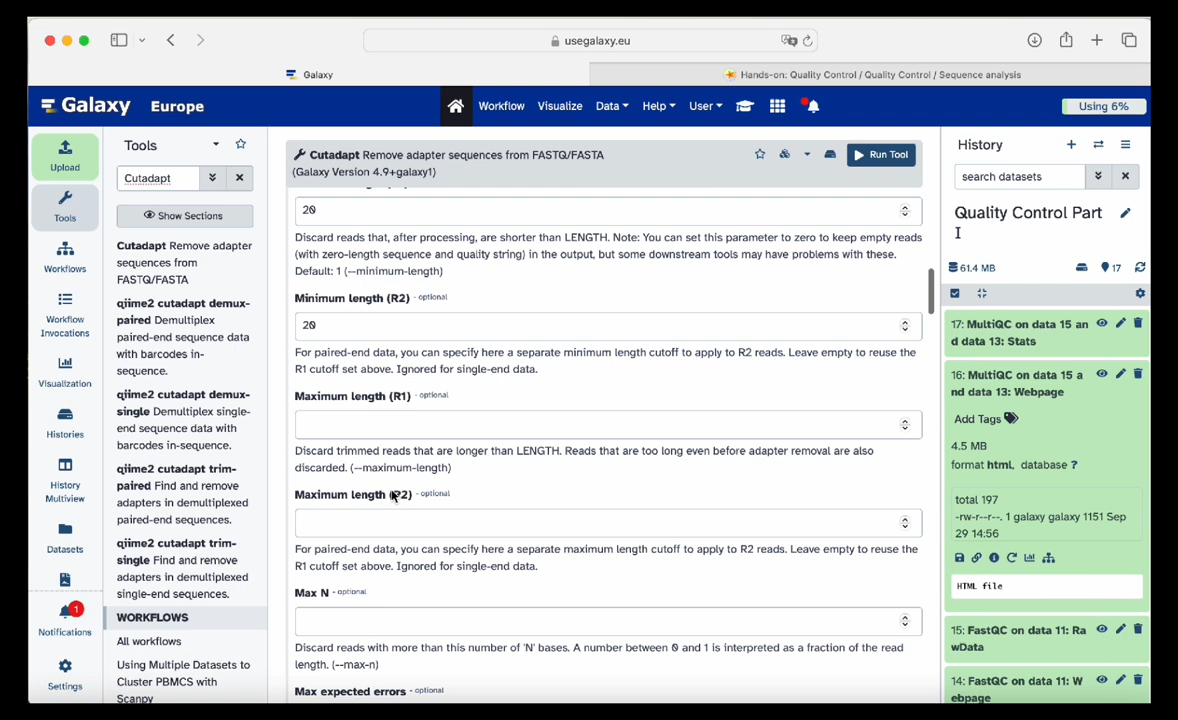 usegalaxy.eu
Galaxy
Hands-on: Quality Control / Quality Control / Sequence analysis
Galaxy Europe
Workflow Visualize Data Help User
Using 6%
Upload
Tools
Workflows
Workflow
Invocations
Visualization
Histories
History
Multiview
Datasets
1
Notifications
Settings
Tools
Cutadapt
Show Sections
Cutadapt Remove adapter
sequences from
FASTQ/FASTA
qiime2 cutadapt demux-
paired Demultiplex
paired-end sequence data
with barcodes in-
sequence.
qiime2 cutadapt demux-
single Demultiplex single-
end sequence data with
barcodes in-sequence.
qiime2 cutadapt trim-
paired Find and remove
adapters in demultiplexed
paired-end sequences.
qiime2 cutadapt trim-
single Find and remove
adapters in demultiplexed
single-end sequences.
WORKFLOWS
All workflows
Using Multiple Datasets to
Cluster PBMCS with
Scanpy
Cutadapt Remove adapter sequences from FASTQ/FASTA
(Galaxy Version 4.9+galaxy1)
Run Tool
20
Discard reads that, after processing, are shorter than LENGTH. Note: You can set this parameter to zero to keep empty reads
(with zero-length sequence and quality string) in the output, but some downstream tools may have problems with these.
Default: 1 (--minimum-length)
Minimum length (R2) - optional
20
For paired-end data, you can specify here a separate minimum length cutoff to apply to R2 reads. Leave empty to reuse the
R1 cutoff set above. Ignored for single-end data.
Maximum length (R1) - optional
Discard trimmed reads that are longer than LENGTH. Reads that are too long even before adapter removal are also
discarded. (--maximum-length)
Maximum length (R2) - optional
For paired-end data, you can specify here a separate maximum length cutoff to apply to R2 reads. Leave empty to reuse the
R1 cutoff set above. Ignored for single-end data.
Max N - optional
Discard reads with more than this number of 'N' bases. A number between 0 and 1 is interpreted as a fraction of the read
length. (--max-n)
Max expected errors - optional
History
search datasets
Quality Control Part
I
61.4 MB
17
17: MultiQC on data 15 an
d data 13: Stats
16: MultiQC on data 15 a
nd data 13: Webpage
Add Tags
4.5 MB
format html, database ?
total 197
-rw-r--r--. 1 galaxy galaxy 1151 Sep
29 14:56
HTML file
15: FastQC on data 11: Ra
wData
14: FastQC on data 11: W
ebpage